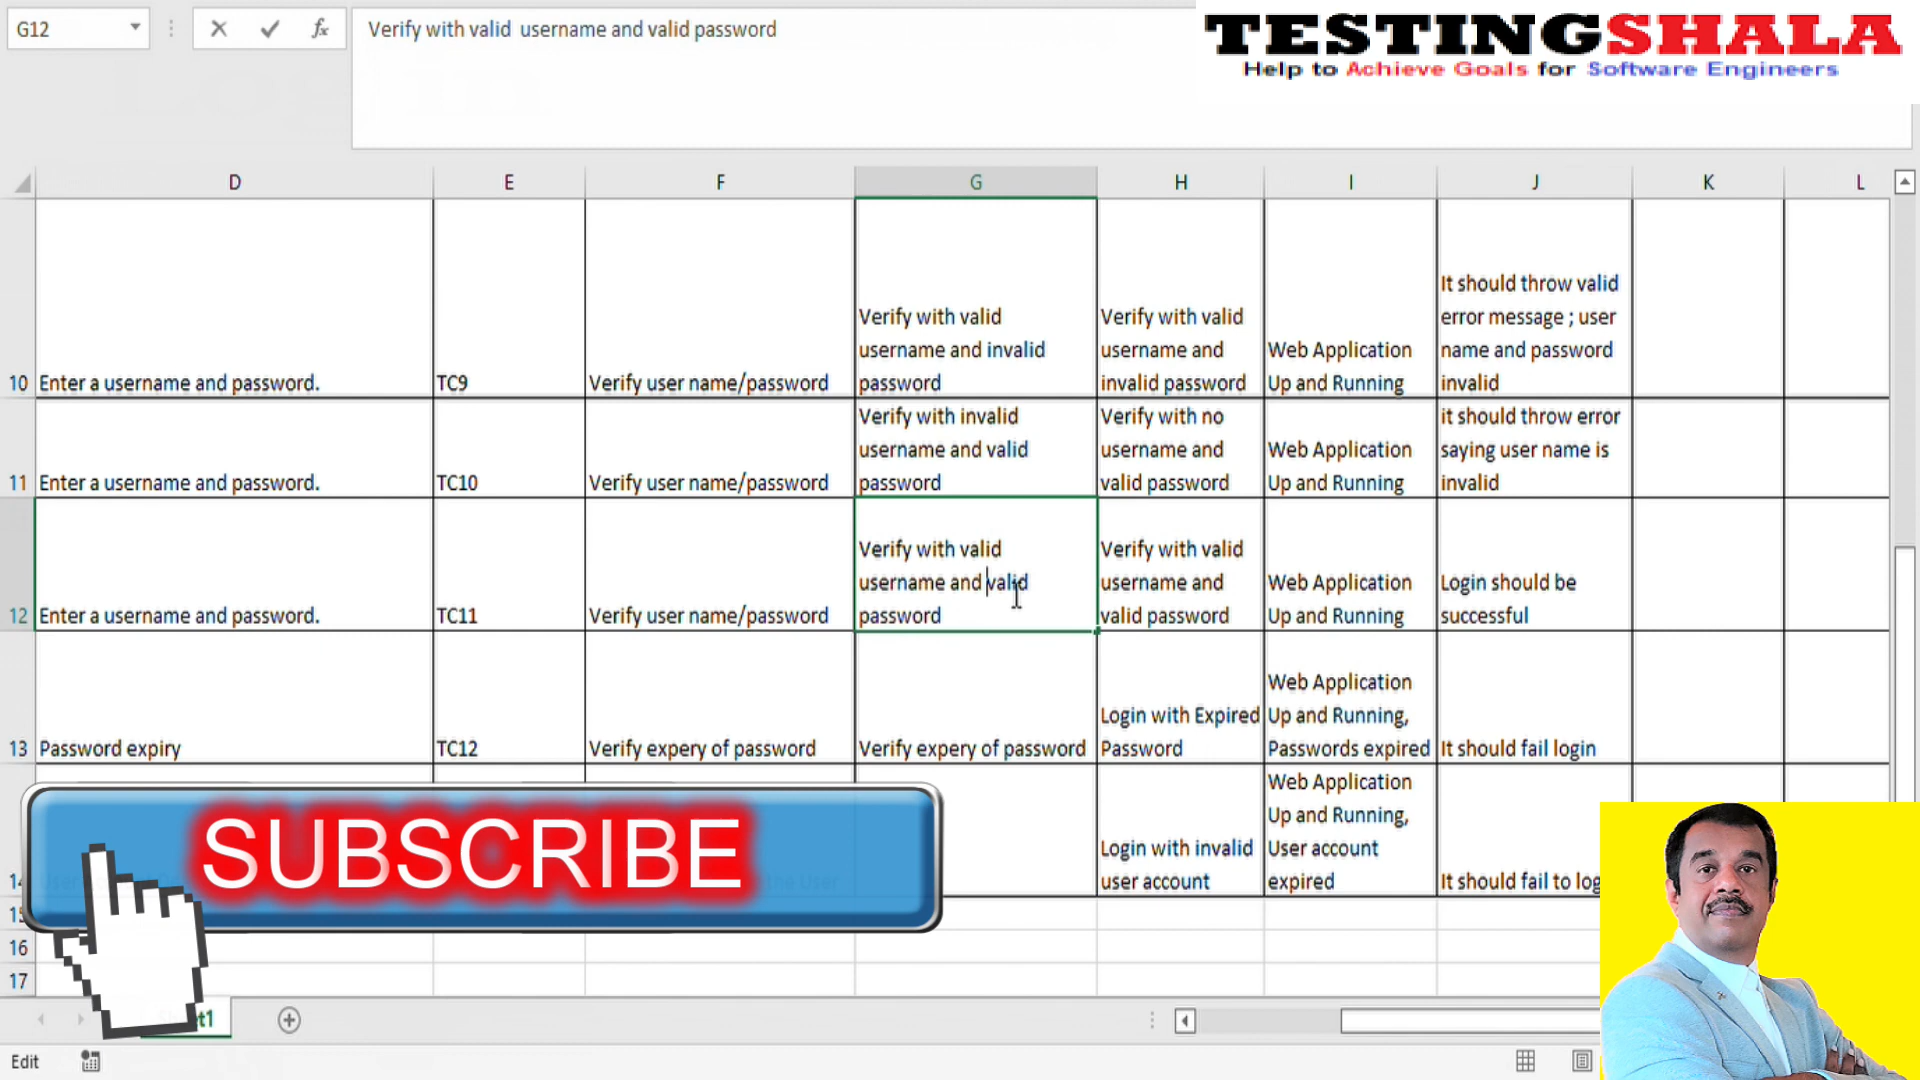 G12
fx
Verify with valid  username and valid password
TESTINGSHALA
Help to Achieve Goals for Software Engineers
D E F G H I J K L
10
Enter a username and password.
TC9
Verify user name/password
Verify with valid
username and invalid
password
Verify with valid
username and
invalid password
Web Application
Up and Running
It should throw valid
error message ; user
name and password
invalid
11
Enter a username and password.
TC10
Verify user name/password
Verify with invalid
username and valid
password
Verify with no
username and
valid password
Web Application
Up and Running
it should throw error
saying user name is
invalid
12
Enter a username and password.
TC11
Verify user name/password
Verify with valid
username and valid
password
Verify with valid
username and
valid password
Web Application
Up and Running
Login should be
successful
13
Password expiry
TC12
Verify expery of password
Verify expery of password
Login with Expired
Password
Web Application
Up and Running,
Passwords expired
It should fail login
14
Login with invalid
user account
Web Application
Up and Running,
User account
expired
It should fail to log
SUBSCRIBE
15
16
17
Edit